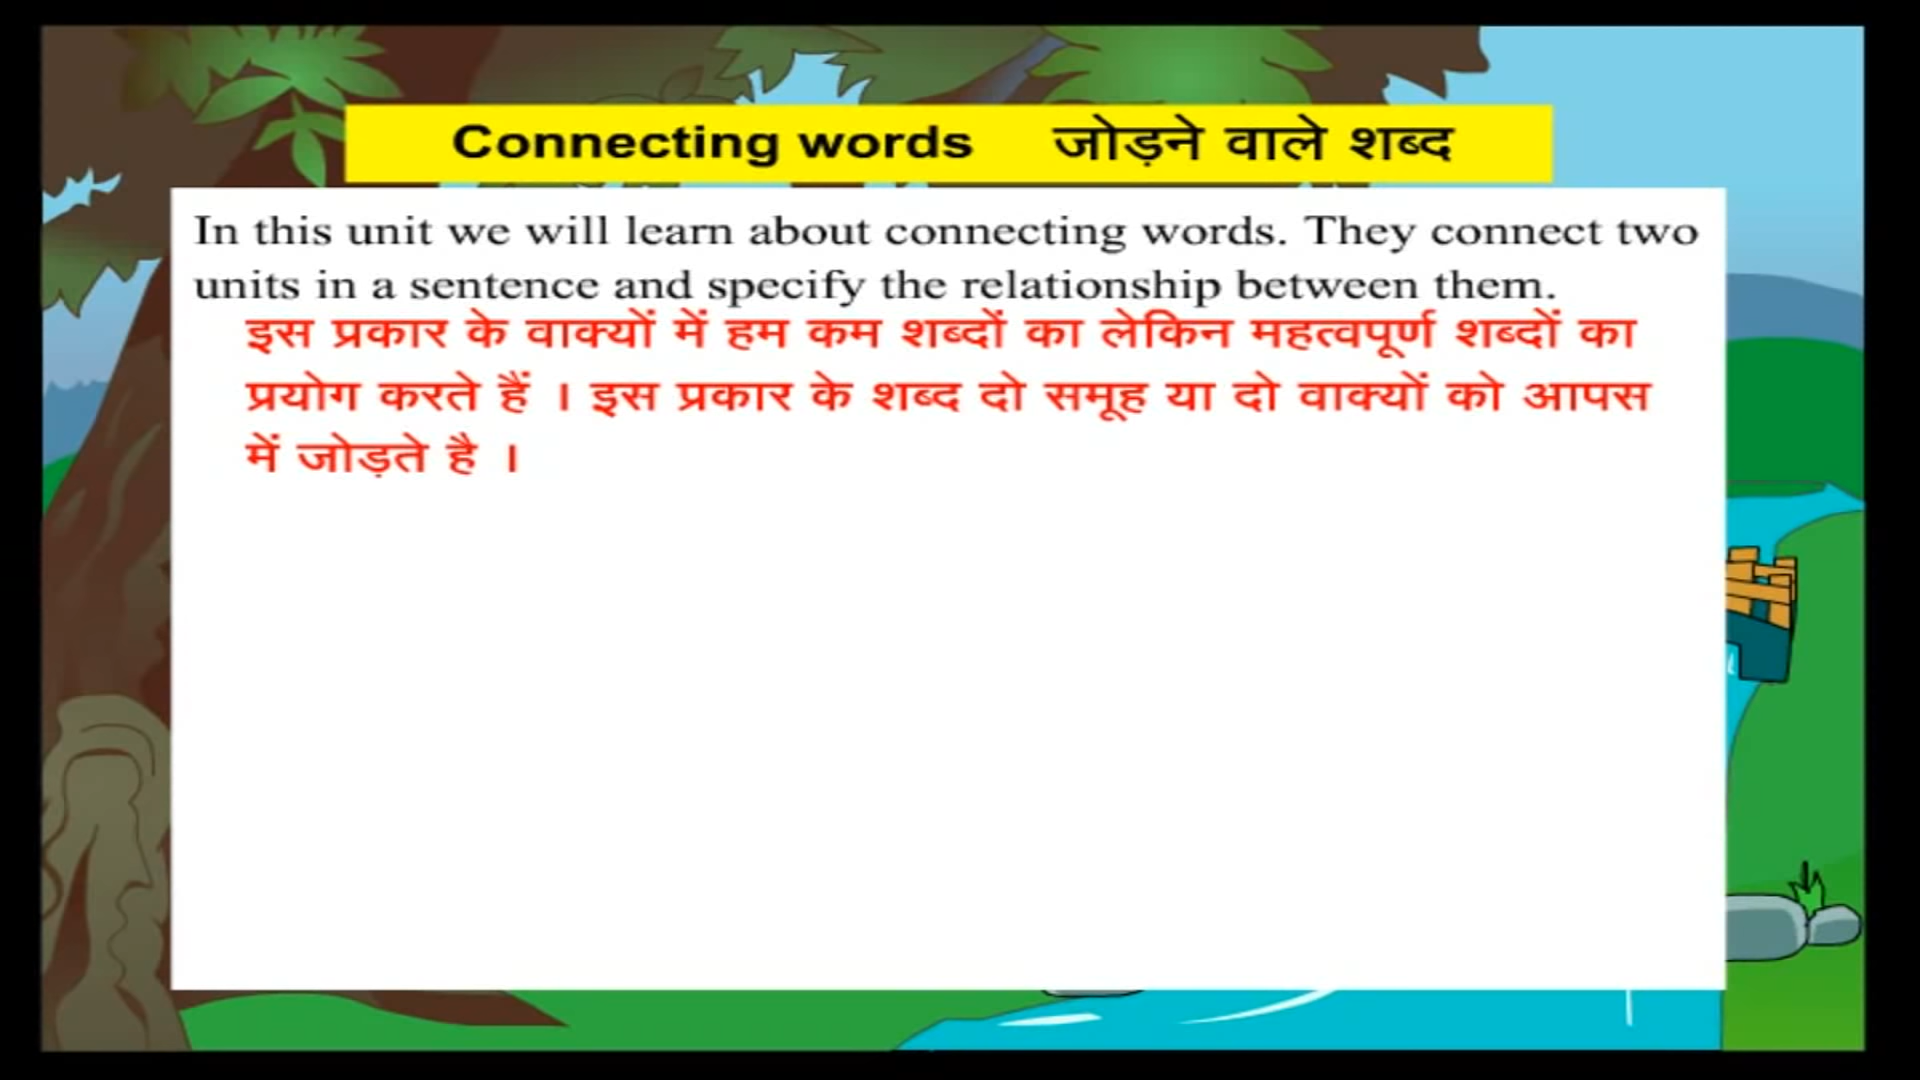 Connecting words जोड़ने वाले शब्द
In this unit we will learn about connecting words. They connect two
units in a sentence and specify the relationship between them.
इस प्रकार के वाक्यों में हम कम शब्दों का लेकिन महत्वपूर्ण शब्दों का
प्रयोग करते हैं । इस प्रकार के शब्द दो समूह या दो वाक्यों को आपस
में जोड़ते है ।